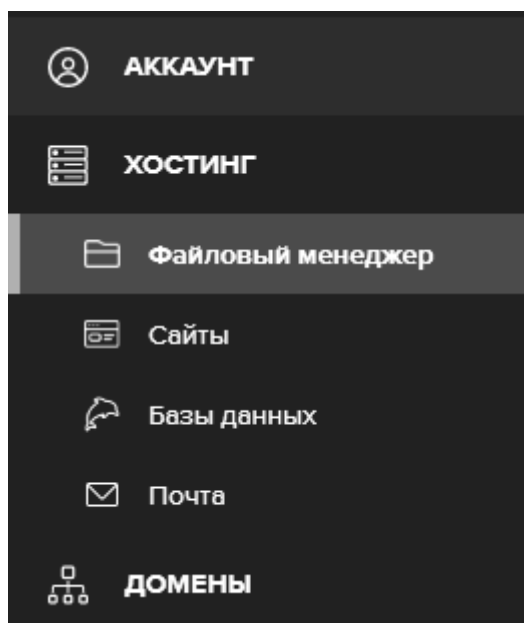 АККАУНТ
ХОСТИНГ
Файловый менеджер
Сайты
Базы данных
Почта
ДОМЕНЫ